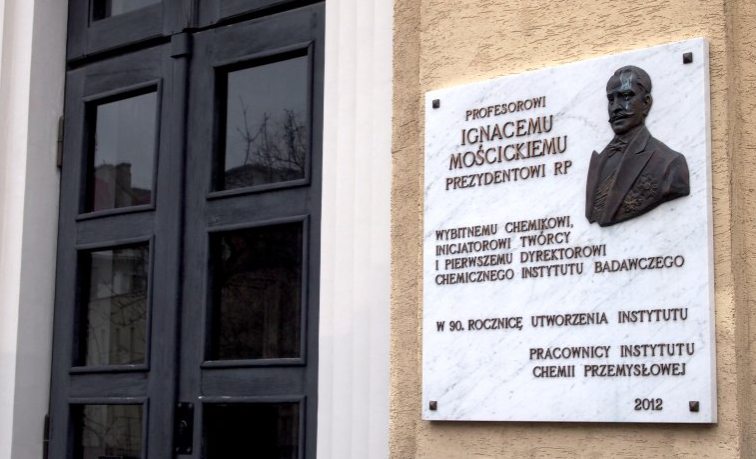 PROFESOROWI
IGNACEMU
MOŚCICKIEMU
PREZYDENTOWI RP
WYBITNEMU CHEMIKOWI,
INICJATOROWI TWÓRCY
I PIERWSZEMU DYREKTOROWI
CHEMICZNEGO INSTYTUTU BADAWCZEGO
W 90. ROCZNICĘ UTWORZENIA INSTYTUTU
PRACOWNICY INSTYTUTU
CHEMII PRZEMYSŁOWEJ
2012